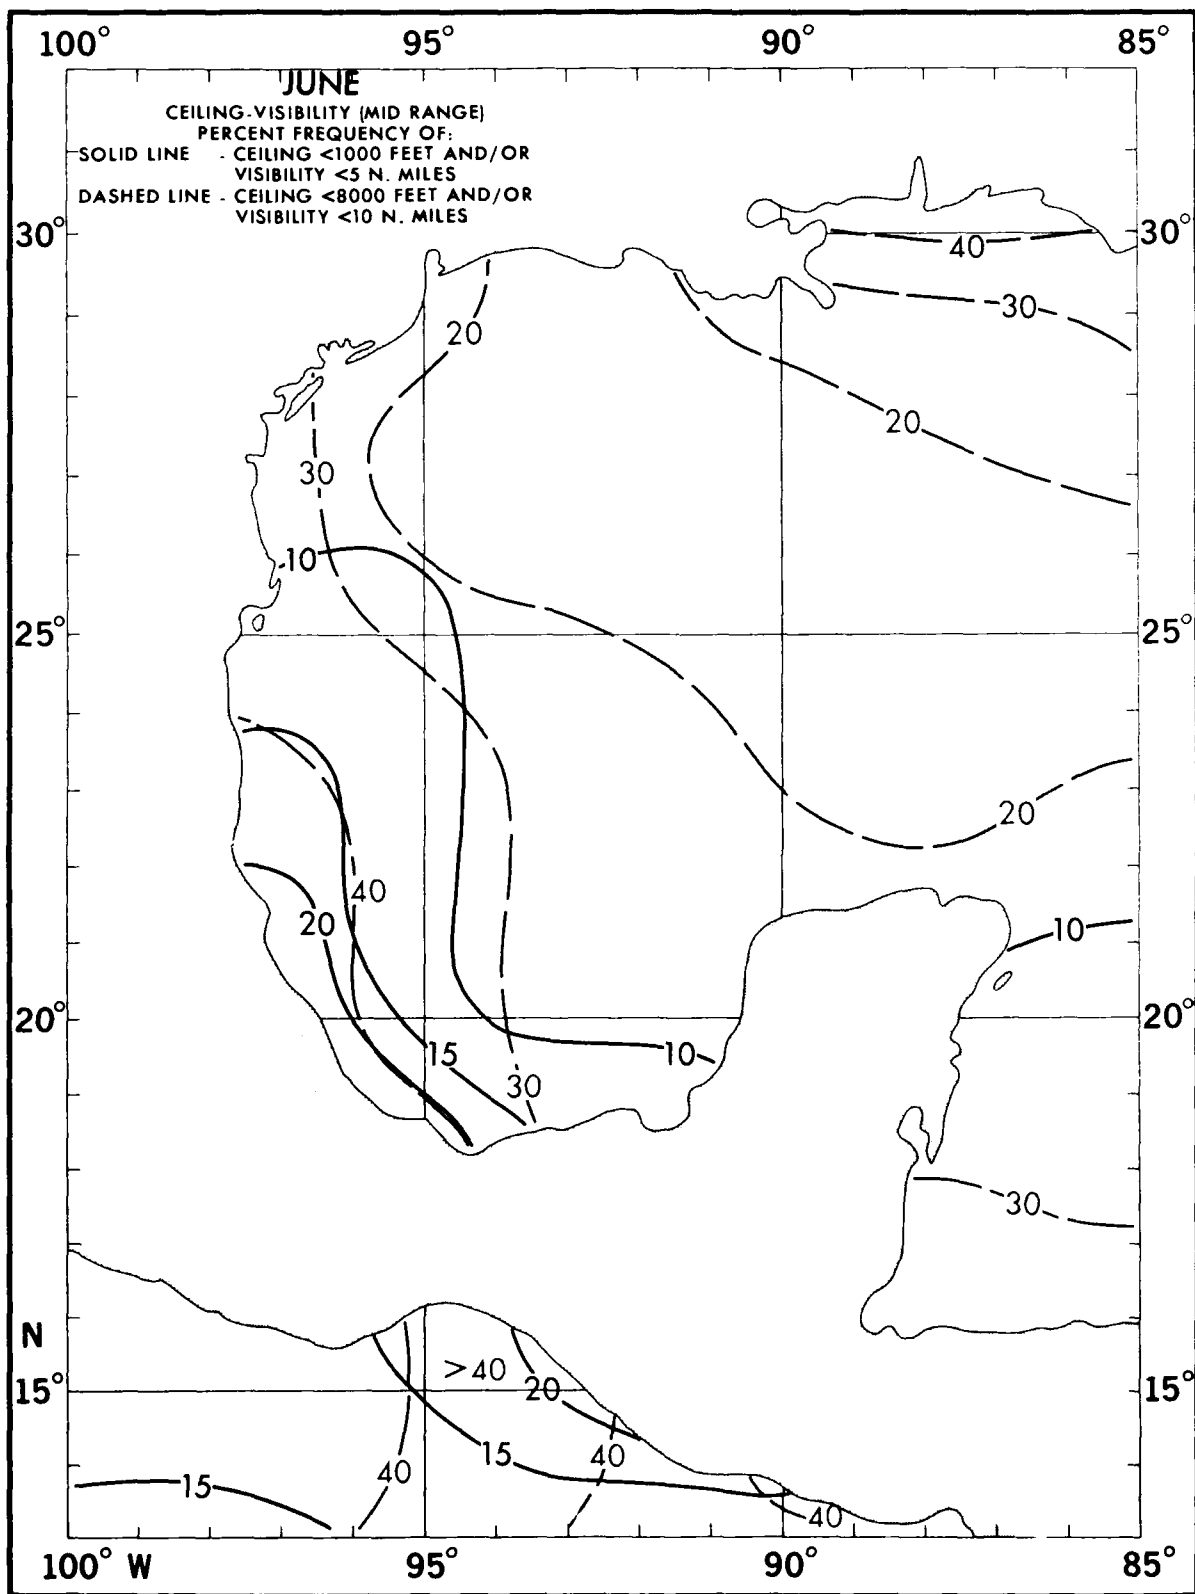 100° 95° 90° 85°
JUNE
CEILING-VISIBILITY (MID RANGE)
PERCENT FREQUENCY OF:
SOLID LINE - CEILING <1000 FEET AND/OR
VISIBILITY <5 N. MILES
DASHED LINE - CEILING <8000 FEET AND/OR
VISIBILITY <10 N. MILES
30° 30°
40
30
20
20
30
10
25° 25°
20
40
20
10
20° 20°
15
10
30
30
N
>40
15° 20 15°
15
40
40
15
40
100° W 95° 90° 85°